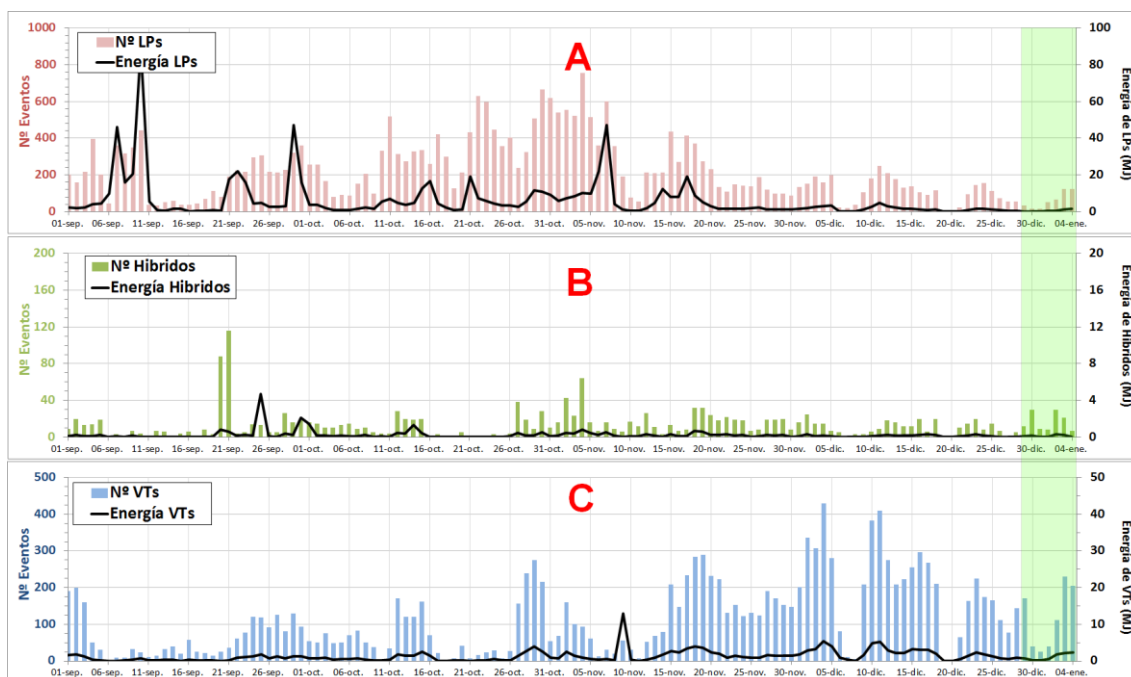 1000
800
600
400
200
0
Nº Eventos
Nº LPs
Energía LPs
A
100
80
60
40
20
0
Energía de LPs (MJ)
01-sep. 06-sep. 11-sep. 16-sep. 21-sep. 26-sep. 01-oct. 06-oct. 11-oct. 16-oct. 21-oct. 26-oct. 31-oct. 05-nov. 10-nov. 15-nov. 20-nov. 25-nov. 30-nov. 05-dic. 10-dic. 15-dic. 20-dic. 25-dic. 30-dic. 04-ene.
200
160
120
80
40
0
Nº Eventos
Nº Hibridos
Energía Hibridos
B
20
16
12
8
4
0
Energía de Hibridos (MJ)
01-sep. 06-sep. 11-sep. 16-sep. 21-sep. 26-sep. 01-oct. 06-oct. 11-oct. 16-oct. 21-oct. 26-oct. 31-oct. 05-nov. 10-nov. 15-nov. 20-nov. 25-nov. 30-nov. 05-dic. 10-dic. 15-dic. 20-dic. 25-dic. 30-dic. 04-ene.
500
400
300
200
100
0
Nº Eventos
Nº VTs
Energía VTs
C
50
40
30
20
10
0
Energía de VTs (MJ)
01-sep. 06-sep. 11-sep. 16-sep. 21-sep. 26-sep. 01-oct. 06-oct. 11-oct. 16-oct. 21-oct. 26-oct. 31-oct. 05-nov. 10-nov. 15-nov. 20-nov. 25-nov. 30-nov. 05-dic. 10-dic. 15-dic. 20-dic. 25-dic. 30-dic. 04-ene.